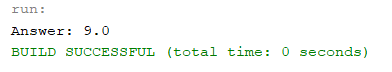 run:
Answer: 9.0
BUILD SUCCESSFUL (total time: 0 seconds)